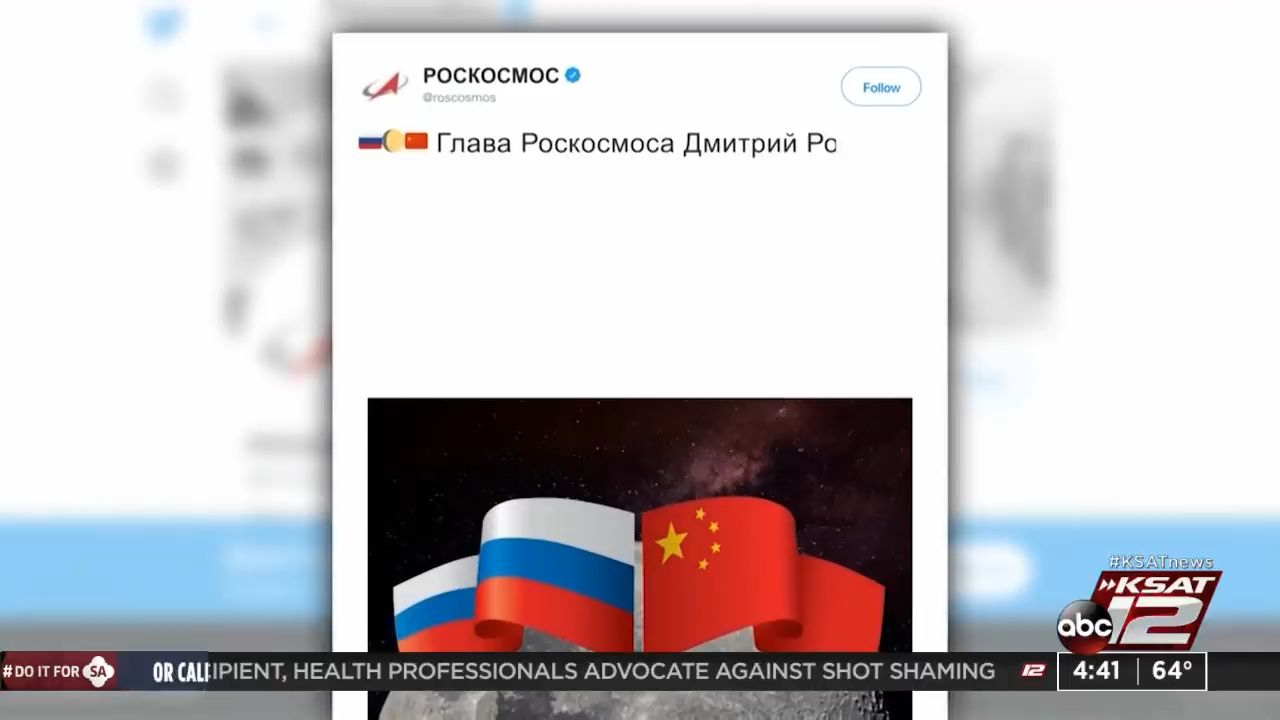 РОСКОСМОС
@roscosmos
Follow
Глава Роскосмоса Дмитрий Ро
#KSATnews
KSAT
abc 12
#DO IT FOR SA
OR CALL
IPIENT, HEALTH PROFESSIONALS ADVOCATE AGAINST SHOT SHAMING
12
4:41
64°